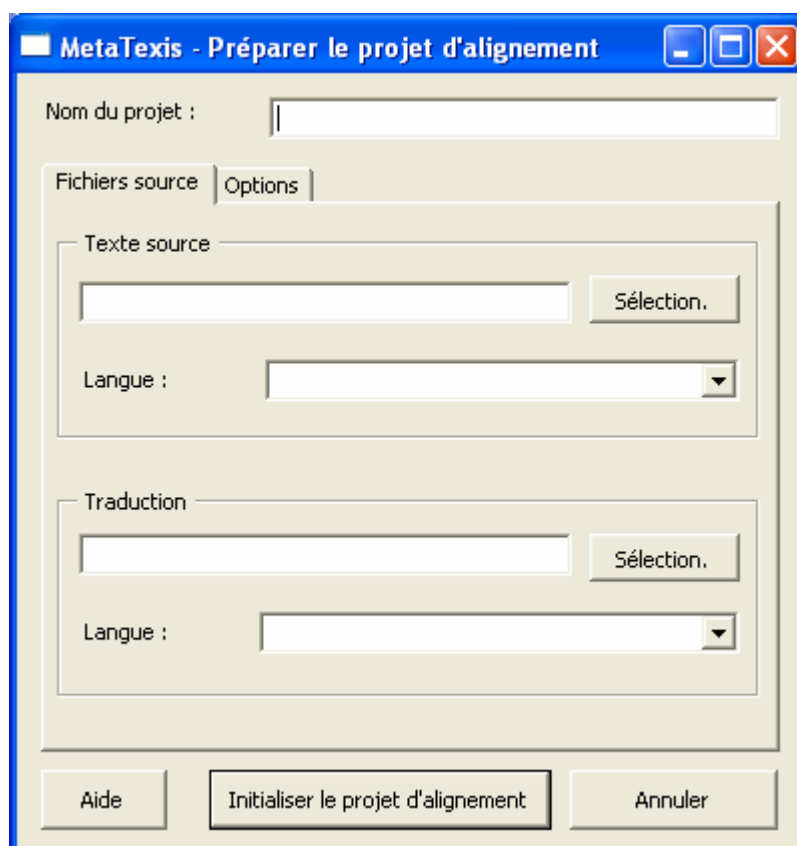 MetaTexis - Préparer le projet d'alignement
Nom du projet :
Fichiers source Options
Texte source
Sélection.
Langue :
Traduction
Sélection.
Langue :
Aide Initialiser le projet d'alignement Annuler